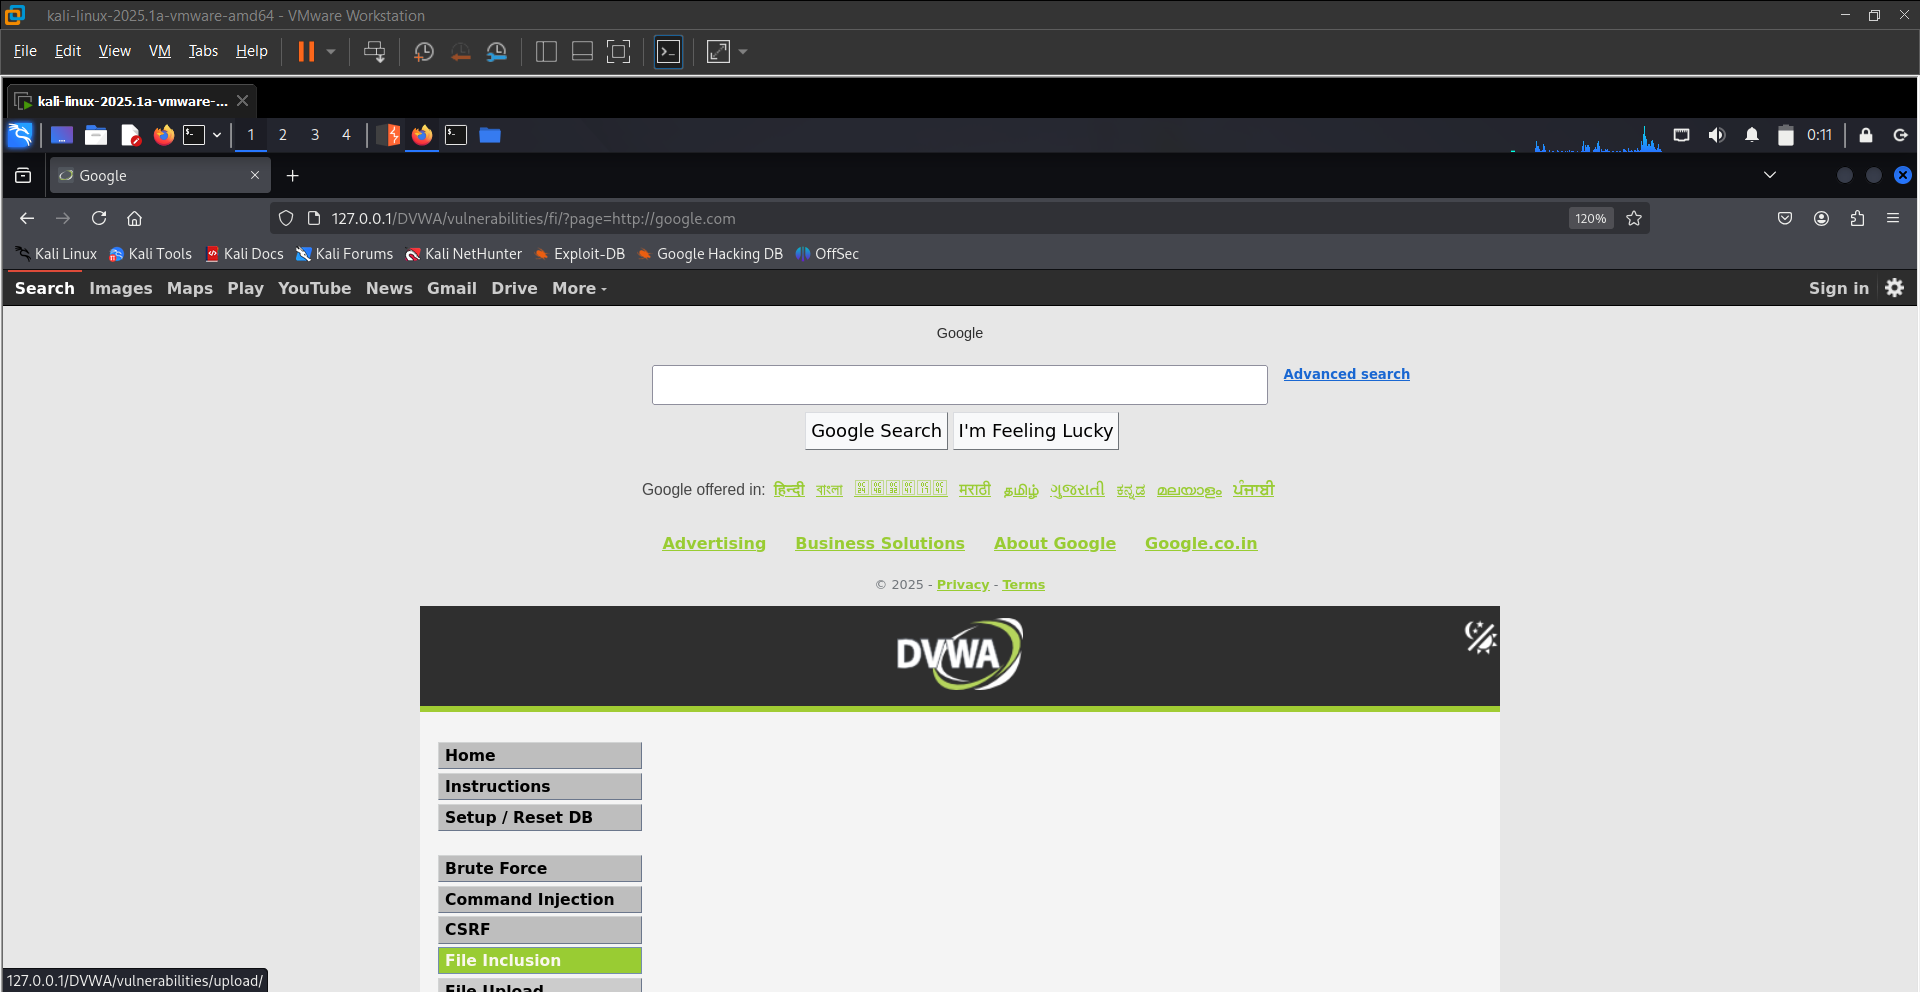 kali-linux-2025.1a-vmware-amd64 - VMware Workstation
File Edit View VM Tabs Help
kali-linux-2025.1a-vmware-...
1 2 3 4 0:11
Google
127.0.0.1/DVWA/vulnerabilities/fi/?page=http://google.com 120%
Kali Linux Kali Tools Kali Docs Kali Forums Kali NetHunter Exploit-DB Google Hacking DB OffSec
Search Images Maps Play YouTube News Gmail Drive More Sign in
Google
Advanced search
Google Search I'm Feeling Lucky
Google offered in: हिन्दी বাংলা मराठी தமிழ் ગુજરાતી ಕನ್ನಡ മലയാളം ਪੰਜਾਬੀ
Advertising Business Solutions About Google Google.co.in
© 2025 - Privacy - Terms
DVWA
Home
Instructions
Setup / Reset DB
Brute Force
Command Injection
CSRF
File Inclusion
File Upload
127.0.0.1/DVWA/vulnerabilities/upload/